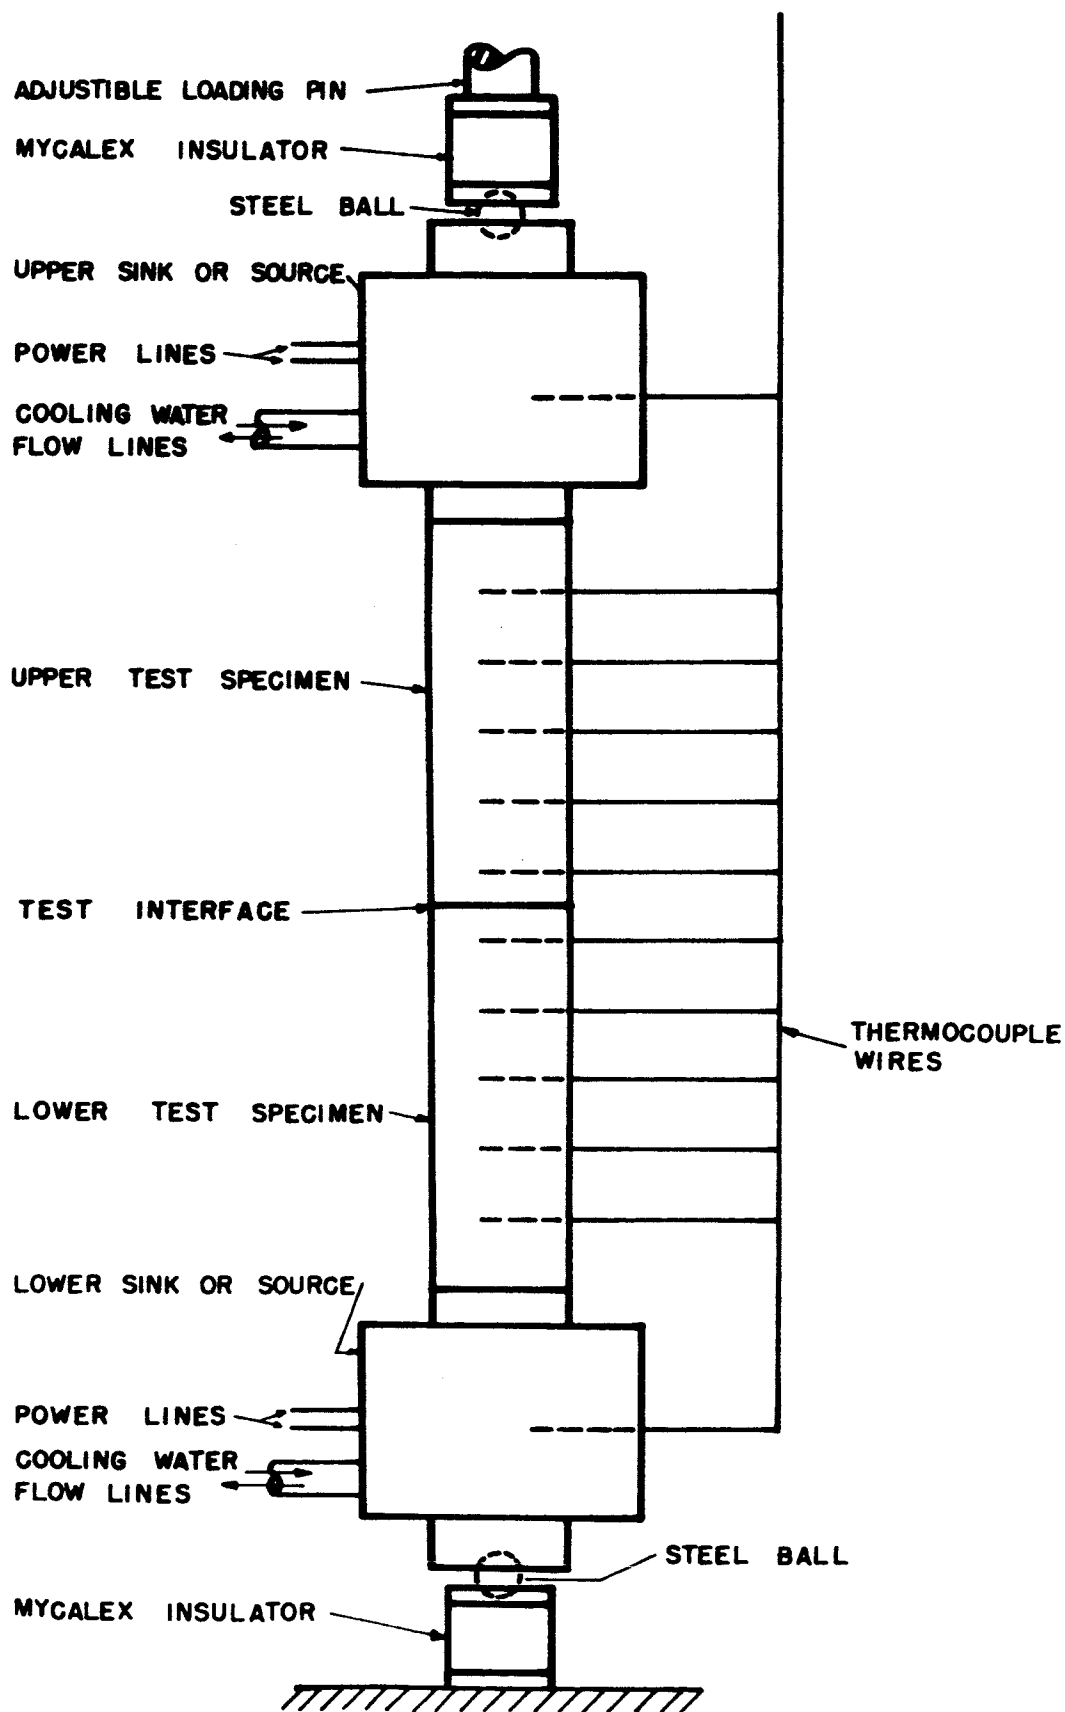 ADJUSTIBLE LOADING PIN
MYCALEX INSULATOR
STEEL BALL
UPPER SINK OR SOURCE
POWER LINES
COOLING WATER
FLOW LINES
UPPER TEST SPECIMEN
TEST INTERFACE
THERMOCOUPLE
WIRES
LOWER TEST SPECIMEN
LOWER SINK OR SOURCE
POWER LINES
COOLING WATER
FLOW LINES
STEEL BALL
MYCALEX INSULATOR